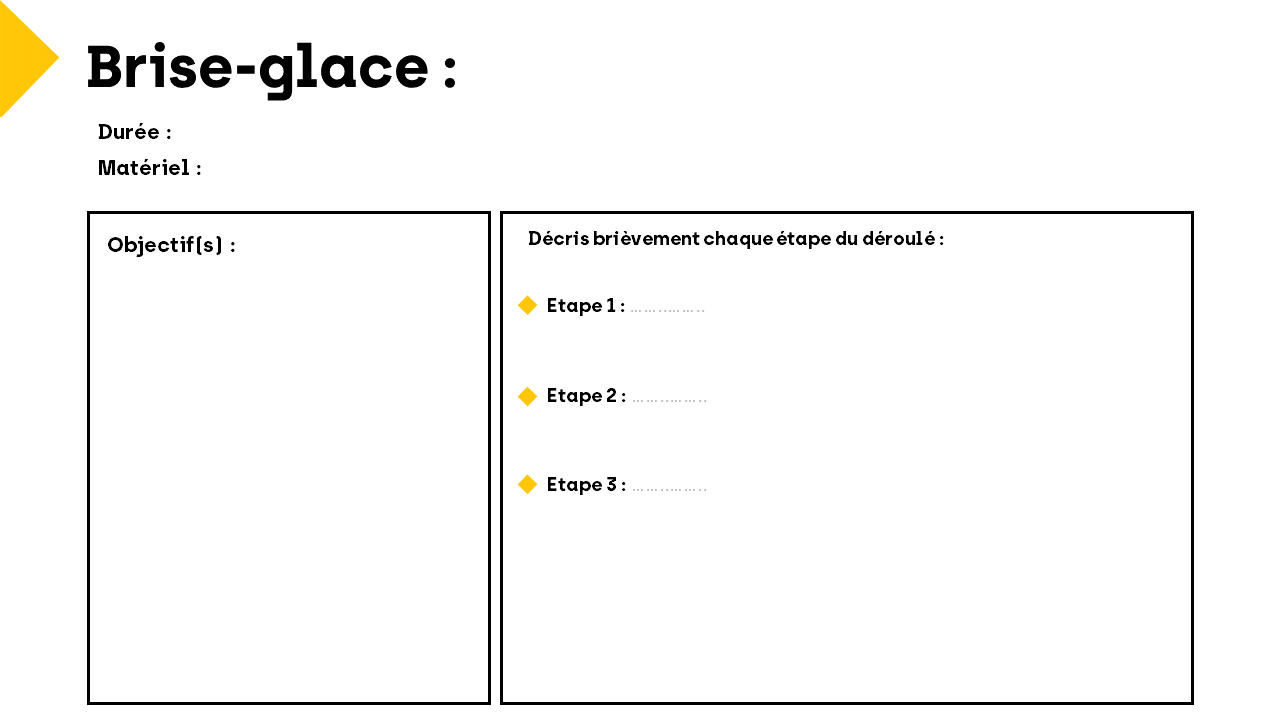 Brise-glace :
Durée :
Matériel :
Objectif(s) :
Décris brièvement chaque étape du déroulé :
Etape 1 : ……..……..
Etape 2 : ……..……..
Etape 3 : ……..……..